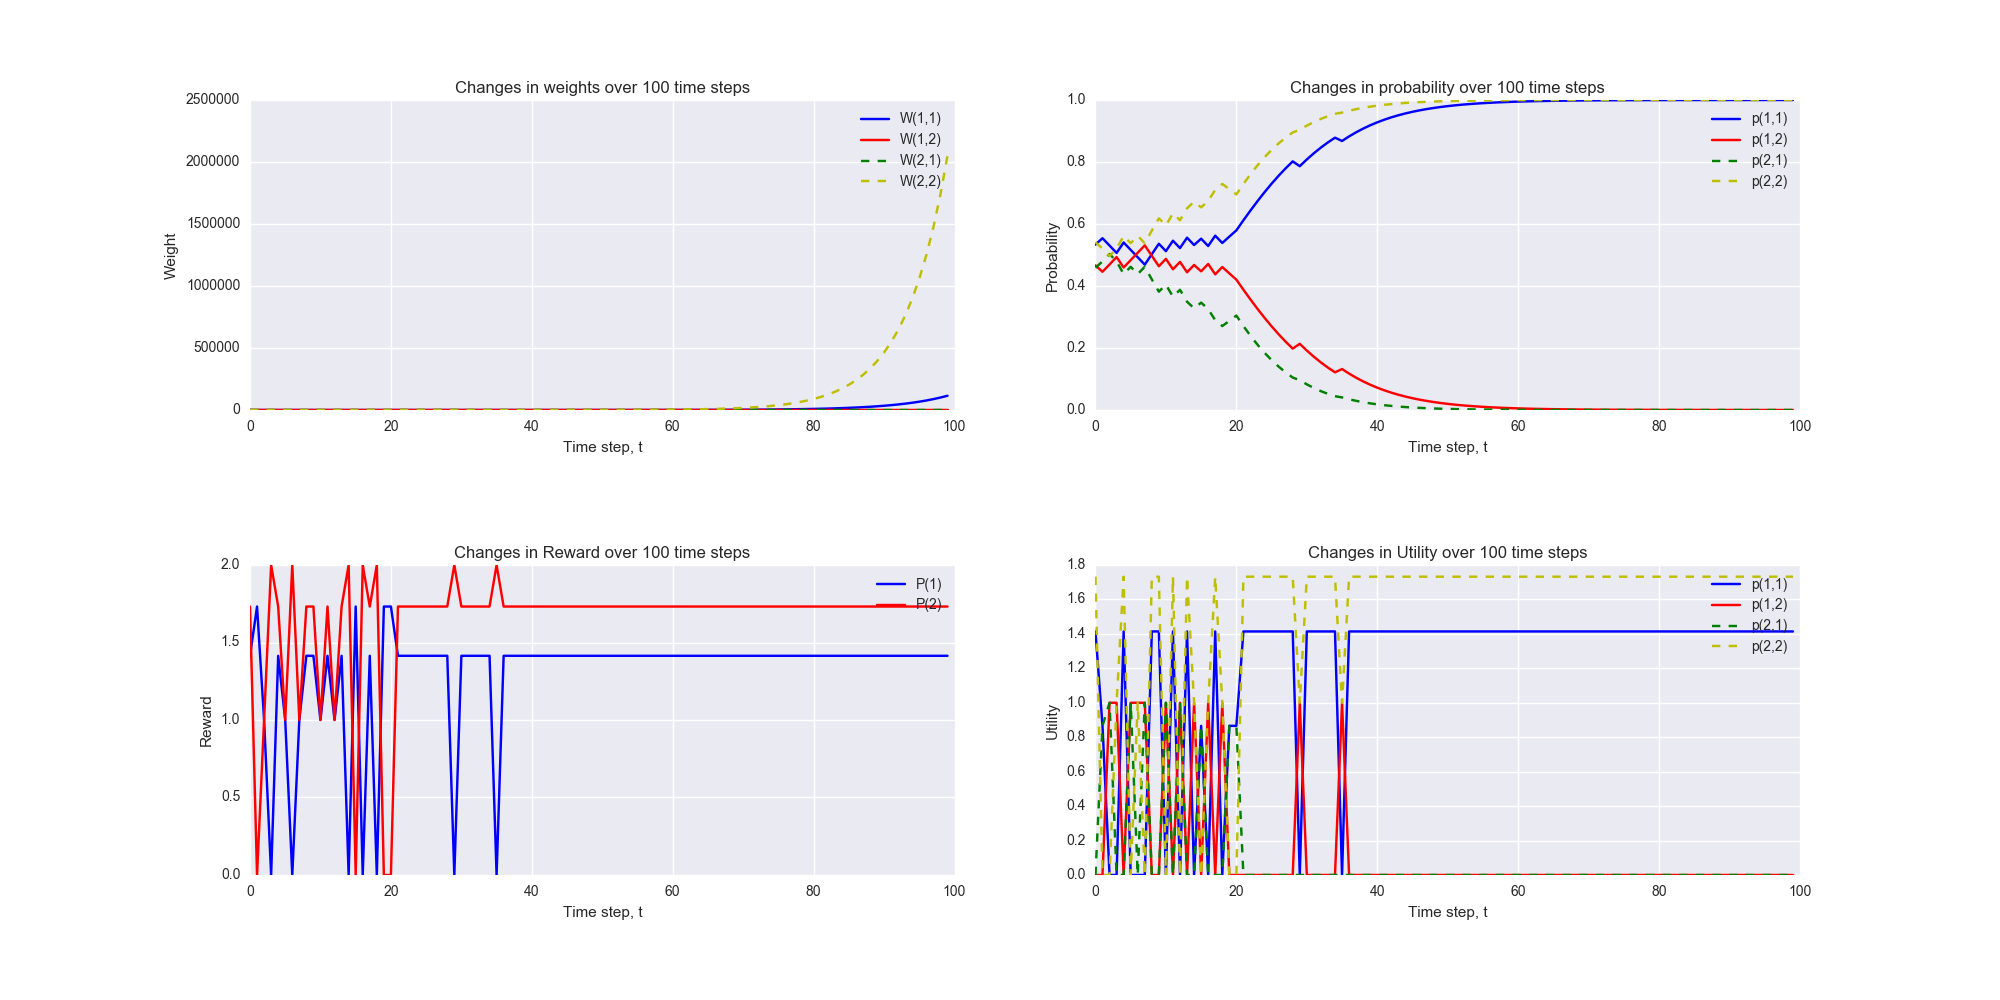 Changes in weights over 100 time steps
2500000
2000000
1500000
1000000
500000
0
Weight
W(1,1)
W(1,2)
W(2,1)
W(2,2)
0 20 40 60 80 100
Time step, t
Changes in probability over 100 time steps
1.0
0.8
0.6
0.4
0.2
0.0
Probability
p(1,1)
p(1,2)
p(2,1)
p(2,2)
0 20 40 60 80 100
Time step, t
Changes in Reward over 100 time steps
2.0
1.5
1.0
0.5
0.0
Reward
P(1)
P(2)
0 20 40 60 80 100
Time step, t
Changes in Utility over 100 time steps
1.8
1.6
1.4
1.2
1.0
0.8
0.6
0.4
0.2
0.0
Utility
p(1,1)
p(1,2)
p(2,1)
p(2,2)
0 20 40 60 80 100
Time step, t